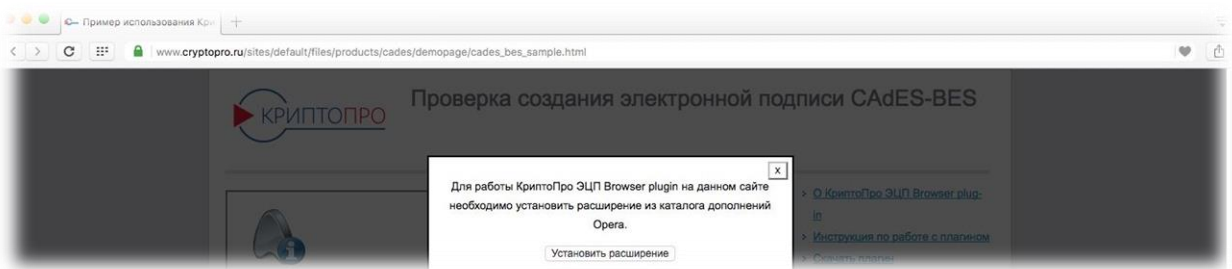 Пример использования Кри
www.cryptopro.ru/sites/default/files/products/cades/demopage/cades_bes_sample.html
КРИПТОПРО
Проверка создания электронной подписи CAdES-BES
x
Для работы КриптоПро ЭЦП Browser plugin на данном сайте
необходимо установить расширение из каталога дополнений
Opera.
Установить расширение
О КриптоПро ЭЦП Browser plug-
in
Инструкция по работе с плагином
Скачать плагин